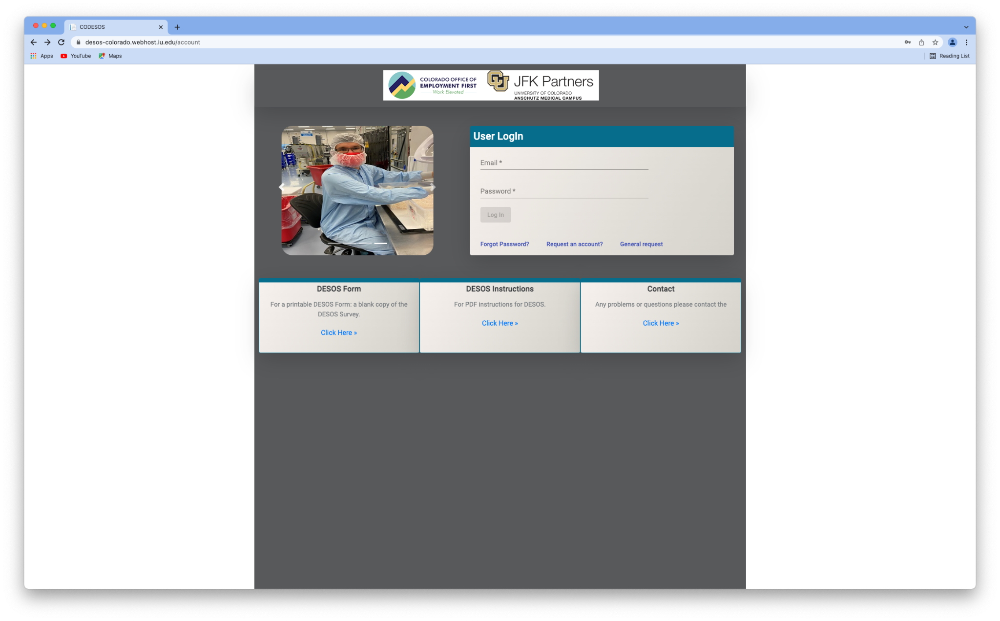 CODESOS
desos-colorado.webhost.iu.edu/account
Apps YouTube Maps Reading List
COLORADO OFFICE OF
EMPLOYMENT FIRST
Work Elevated
CU
JFK Partners
UNIVERSITY OF COLORADO
ANSCHUTZ MEDICAL CAMPUS
User LogIn
Email *
Password *
Log In
Forgot Password? Request an account? General request
DESOS Form
For a printable DESOS Form: a blank copy of the
DESOS Survey.
Click Here »
DESOS Instructions
For PDF instructions for DESOS.
Click Here »
Contact
Any problems or questions please contact the
Click Here »